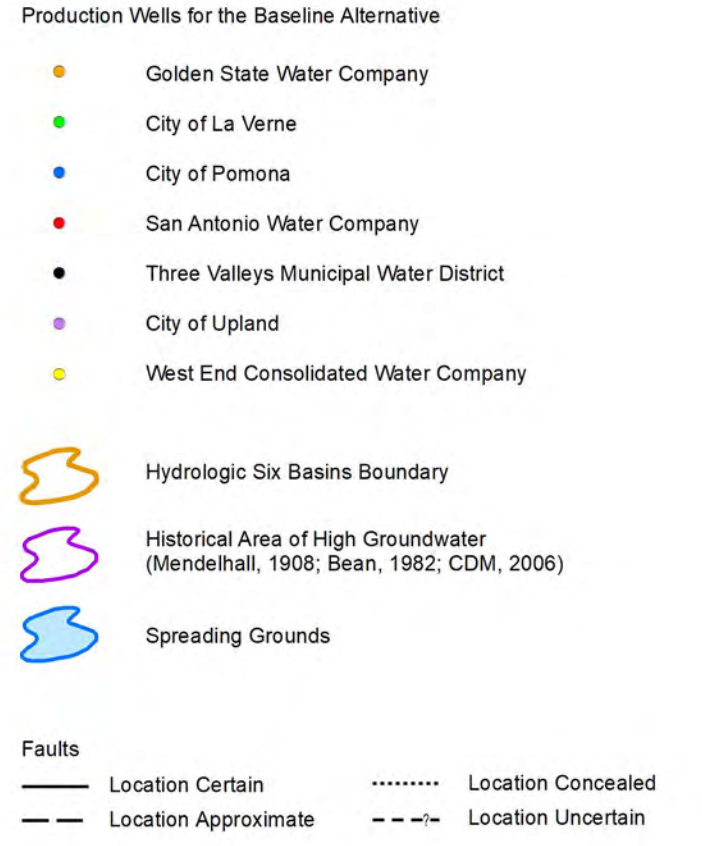 Production Wells for the Baseline Alternative
Golden State Water Company
City of La Verne
City of Pomona
San Antonio Water Company
Three Valleys Municipal Water District
City of Upland
West End Consolidated Water Company
Hydrologic Six Basins Boundary
Historical Area of High Groundwater
(Mendelhall, 1908; Bean, 1982; CDM, 2006)
Spreading Grounds
Faults
Location Certain
Location Concealed
Location Approximate
?
Location Uncertain